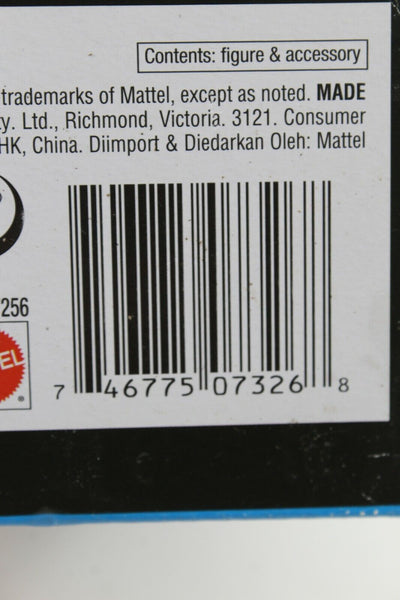 Contents: figure & accessory
trademarks of Mattel, except as noted. MADE
Ltd., Richmond, Victoria. 3121. Consumer
HK, China. Diimport & Diedarkan Oleh: Mattel
256
EL
®
7 46775 07326 8